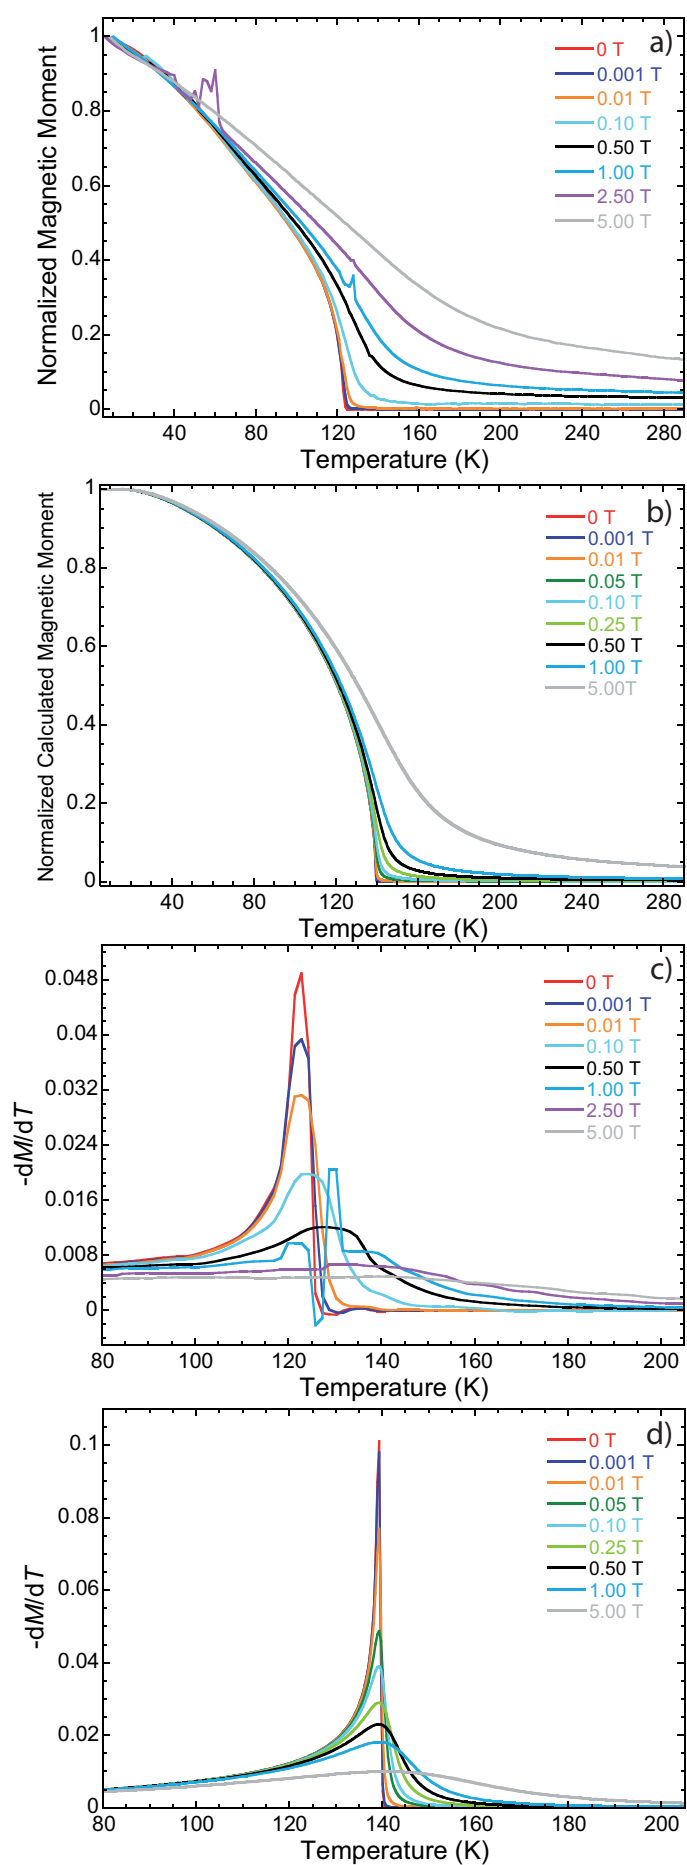 a)
Normalized Magnetic Moment
1
0.8
0.6
0.4
0.2
0
0 T
0.001 T
0.01 T
0.10 T
0.50 T
1.00 T
2.50 T
5.00 T
40 80 120 160 200 240 280
Temperature (K)
b)
Normalized Calculated Magnetic Moment
1
0.8
0.6
0.4
0.2
0
0 T
0.001 T
0.01 T
0.05 T
0.10 T
0.25 T
0.50 T
1.00 T
5.00T
40 80 120 160 200 240 280
Temperature (K)
c)
-dM/dT
0.048
0.04
0.032
0.024
0.016
0.008
0
0 T
0.001 T
0.01 T
0.10 T
0.50 T
1.00 T
2.50 T
5.00 T
80 100 120 140 160 180 200
Temperature (K)
d)
-dM/dT
0.1
0.08
0.06
0.04
0.02
0
0 T
0.001 T
0.01 T
0.05 T
0.10 T
0.25 T
0.50 T
1.00 T
5.00 T
80 100 120 140 160 180 200
Temperature (K)